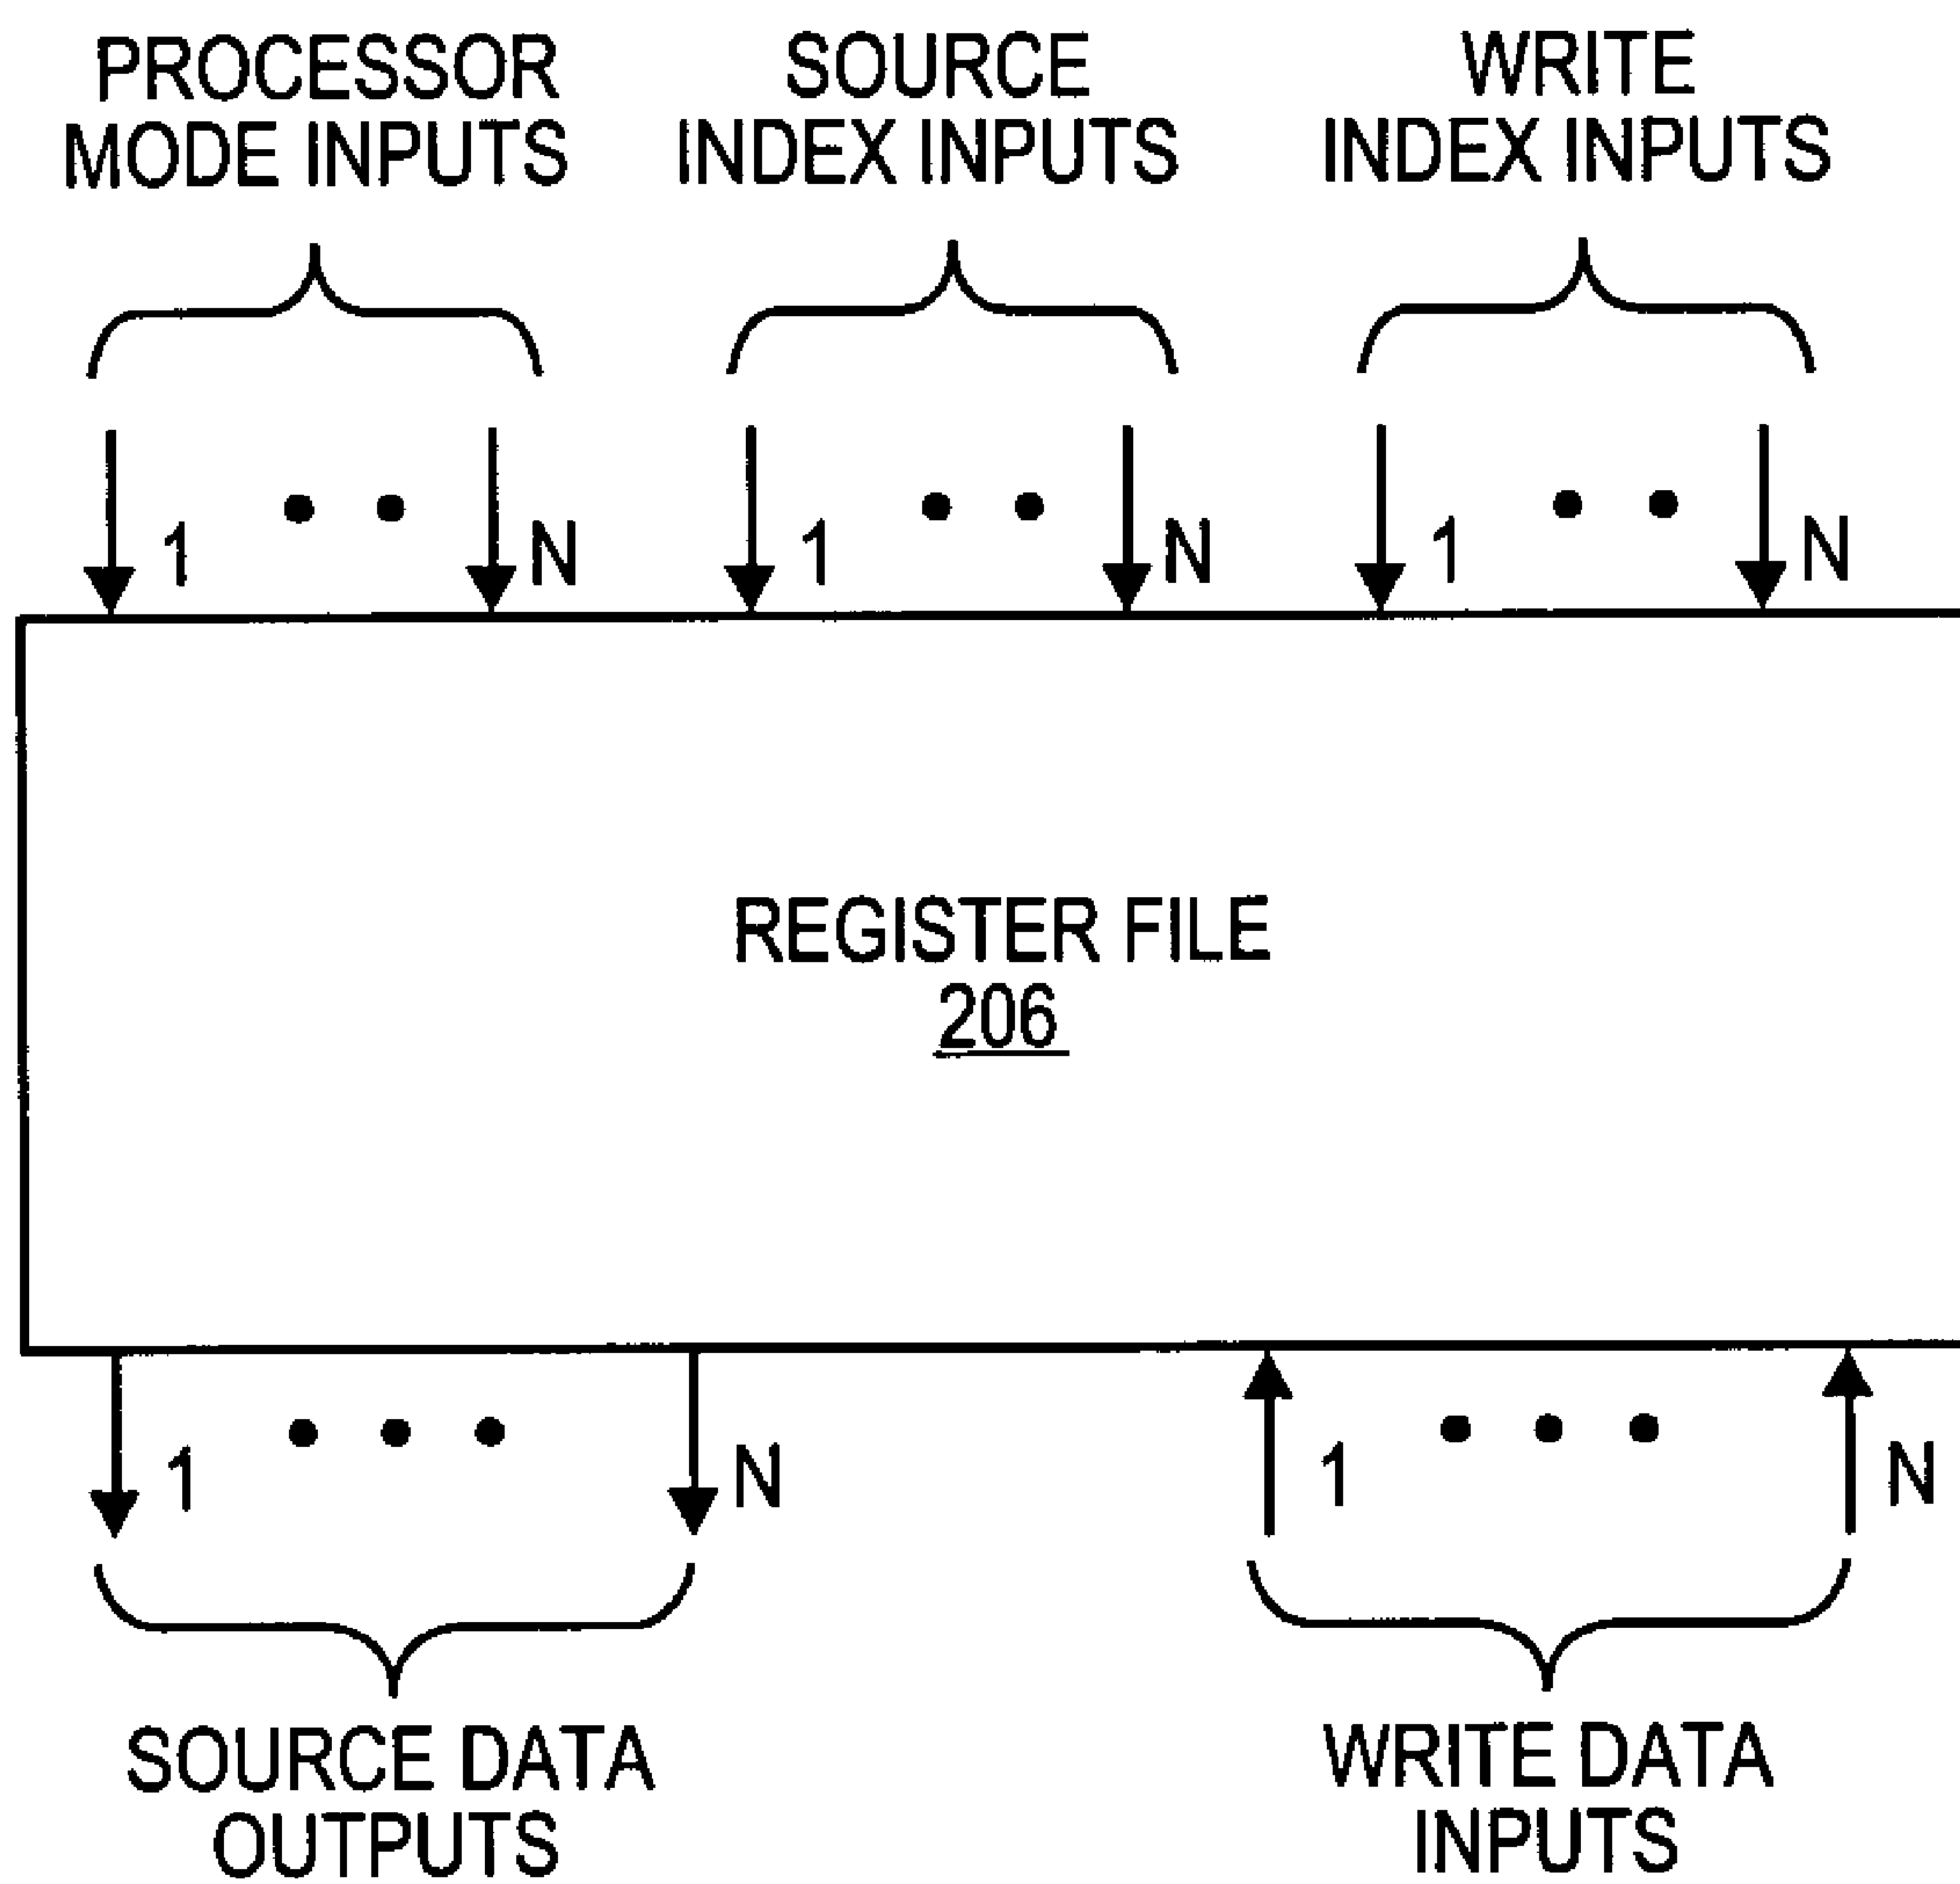 PROCESSOR
MODE INPUTS
SOURCE
INDEX INPUTS
WRITE
INDEX INPUTS
1
N
1
N
1
N
REGISTER FILE
206
1
N
1
N
SOURCE DATA
OUTPUTS
WRITE DATA
INPUTS